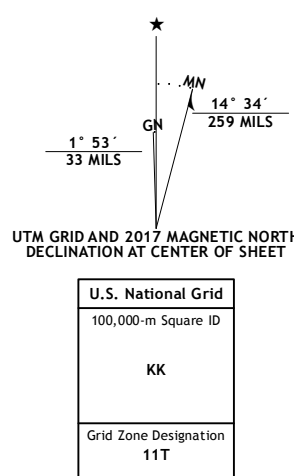 MN
14° 34´
259 MILS
GN
1° 53´
33 MILS
UTM GRID AND 2017 MAGNETIC NORTH
DECLINATION AT CENTER OF SHEET
U.S. National Grid
100,000-m Square ID
KK
Grid Zone Designation
11T